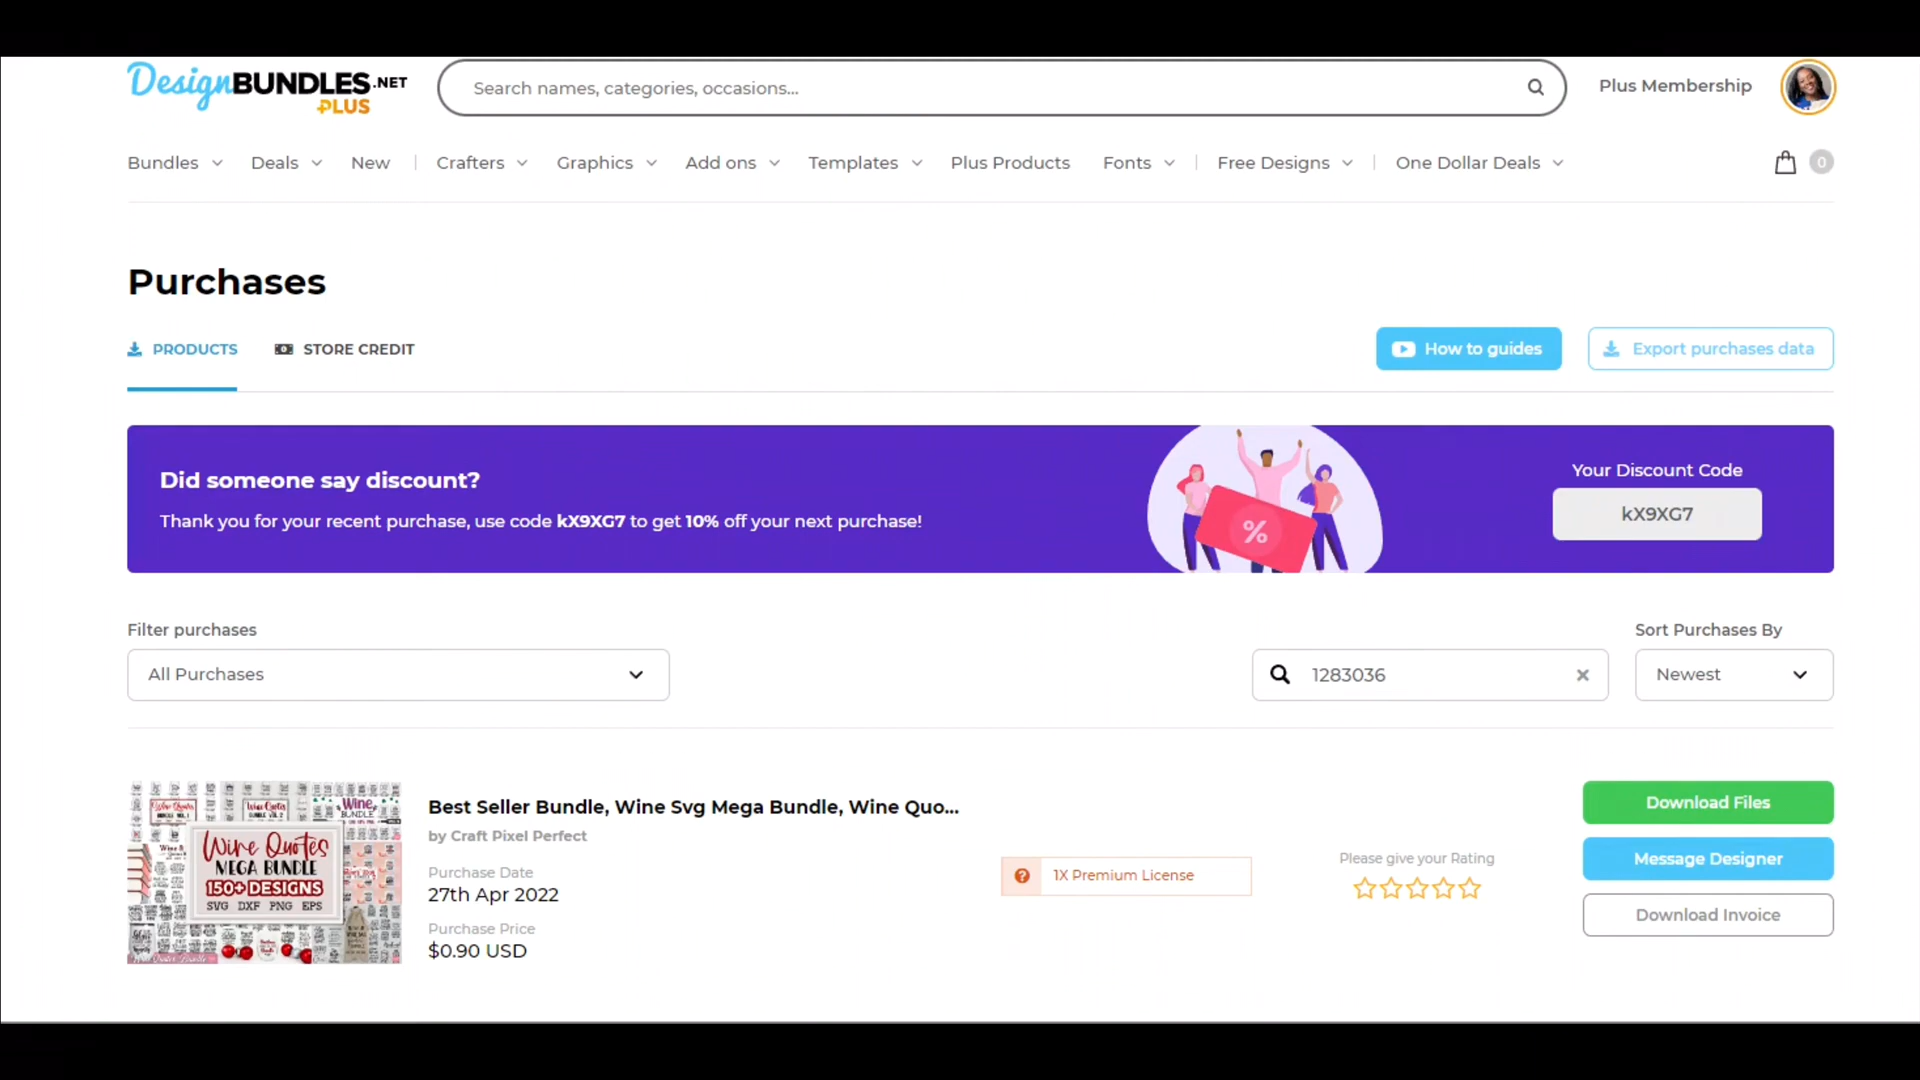 DesignBUNDLES.NET
PLUS
Search names, categories, occasions...
Plus Membership
Bundles
Deals
New
Crafters
Graphics
Add ons
Templates
Plus Products
Fonts
Free Designs
One Dollar Deals
0
Purchases
PRODUCTS
STORE CREDIT
How to guides
Export purchases data
Did someone say discount?
Thank you for your recent purchase, use code kX9XG7 to get 10% off your next purchase!
%
Your Discount Code
kX9XG7
Filter purchases
All Purchases
1283036
Sort Purchases By
Newest
Wine Quotes
MEGA BUNDLE
150+ DESIGNS
SVG DXF PNG EPS
Best Seller Bundle, Wine Svg Mega Bundle, Wine Quo...
by Craft Pixel Perfect
Purchase Date
27th Apr 2022
Purchase Price
$0.90 USD
1X Premium License
Please give your Rating
Download Files
Message Designer
Download Invoice